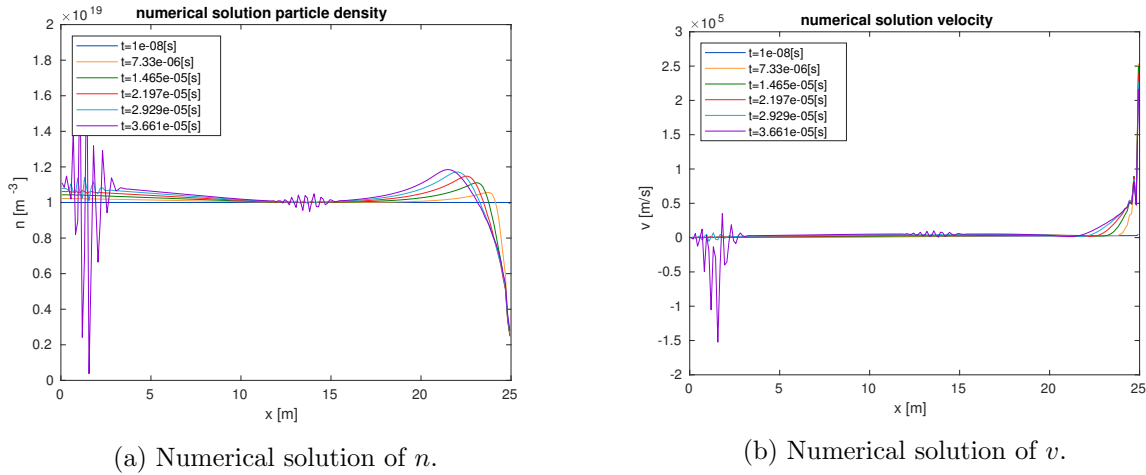 numerical solution particle density
×10^19
2
1.8
1.6
1.4
1.2
1
0.8
0.6
0.4
0.2
0
n [m^-3]
t=1e-08[s]
t=7.33e-06[s]
t=1.465e-05[s]
t=2.197e-05[s]
t=2.929e-05[s]
t=3.661e-05[s]
0 5 10 15 20 25
x [m]
(a) Numerical solution of n.
numerical solution velocity
×10^5
3
2.5
2
1.5
1
0.5
0
-0.5
-1
-1.5
-2
v [m/s]
t=1e-08[s]
t=7.33e-06[s]
t=1.465e-05[s]
t=2.197e-05[s]
t=2.929e-05[s]
t=3.661e-05[s]
0 5 10 15 20 25
x [m]
(b) Numerical solution of v.